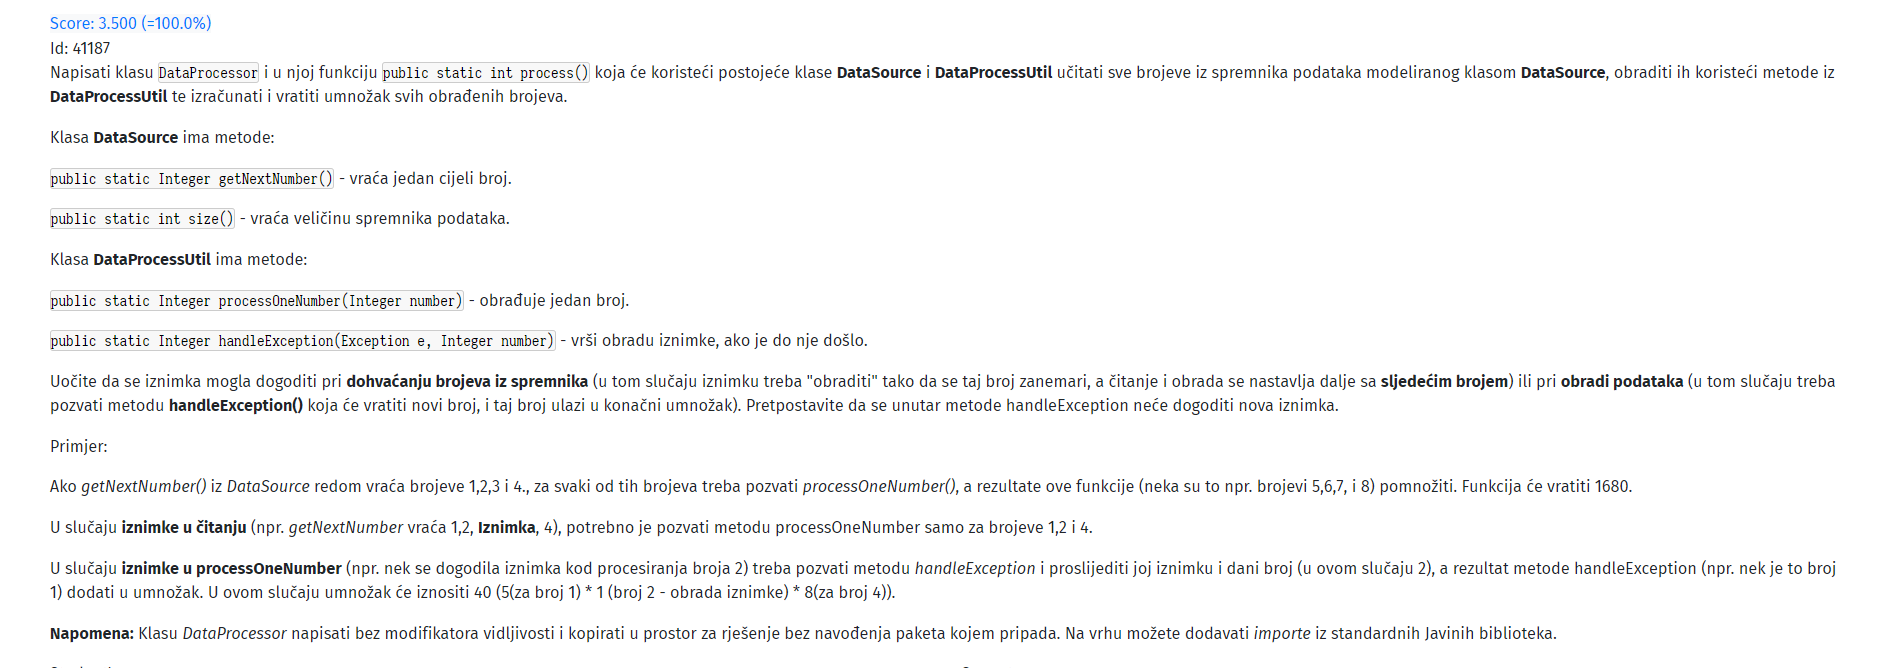 Score: 3.500 (=100.0%)
Id: 41187
Napisati klasu DataProcessor i u njoj funkciju public static int process() koja će koristeći postojeće klase DataSource i DataProcessUtil učitati sve brojeve iz spremnika podataka modeliranog klasom DataSource, obraditi ih koristeći metode iz
DataProcessUtil te izračunati i vratiti umnožak svih obrađenih brojeva.
Klasa DataSource ima metode:
public static Integer getNextNumber() - vraća jedan cijeli broj.
public static int size() - vraća veličinu spremnika podataka.
Klasa DataProcessUtil ima metode:
public static Integer processOneNumber(Integer number) - obrađuje jedan broj.
public static Integer handleException(Exception e, Integer number) - vrši obradu iznimke, ako je do nje došlo.
Uočite da se iznimka mogla dogoditi pri dohvaćanju brojeva iz spremnika (u tom slučaju iznimku treba "obraditi" tako da se taj broj zanemari, a čitanje i obrada se nastavlja dalje sa sljedećim brojem) ili pri obradi podataka (u tom slučaju treba
pozvati metodu handleException() koja će vratiti novi broj, i taj broj ulazi u konačni umnožak). Pretpostavite da se unutar metode handleException neće dogoditi nova iznimka.
Primjer:
Ako getNextNumber() iz DataSource redom vraća brojeve 1,2,3 i 4., za svaki od tih brojeva treba pozvati processOneNumber(), a rezultate ove funkcije (neka su to npr. brojevi 5,6,7, i 8) pomnožiti. Funkcija će vratiti 1680.
U slučaju iznimke u čitanju (npr. getNextNumber vraća 1,2, Iznimka, 4), potrebno je pozvati metodu processOneNumber samo za brojeve 1,2 i 4.
U slučaju iznimke u processOneNumber (npr. nek se dogodila iznimka kod procesiranja broja 2) treba pozvati metodu handleException i proslijediti joj iznimku i dani broj (u ovom slučaju 2), a rezultat metode handleException (npr. nek je to broj
1) dodati u umnožak. U ovom slučaju umnožak će iznositi 40 (5(za broj 1) * 1 (broj 2 - obrada iznimke) * 8(za broj 4)).
Napomena: Klasu DataProcessor napisati bez modifikatora vidljivosti i kopirati u prostor za rješenje bez navođenja paketa kojem pripada. Na vrhu možete dodavati importe iz standardnih Javinih biblioteka.